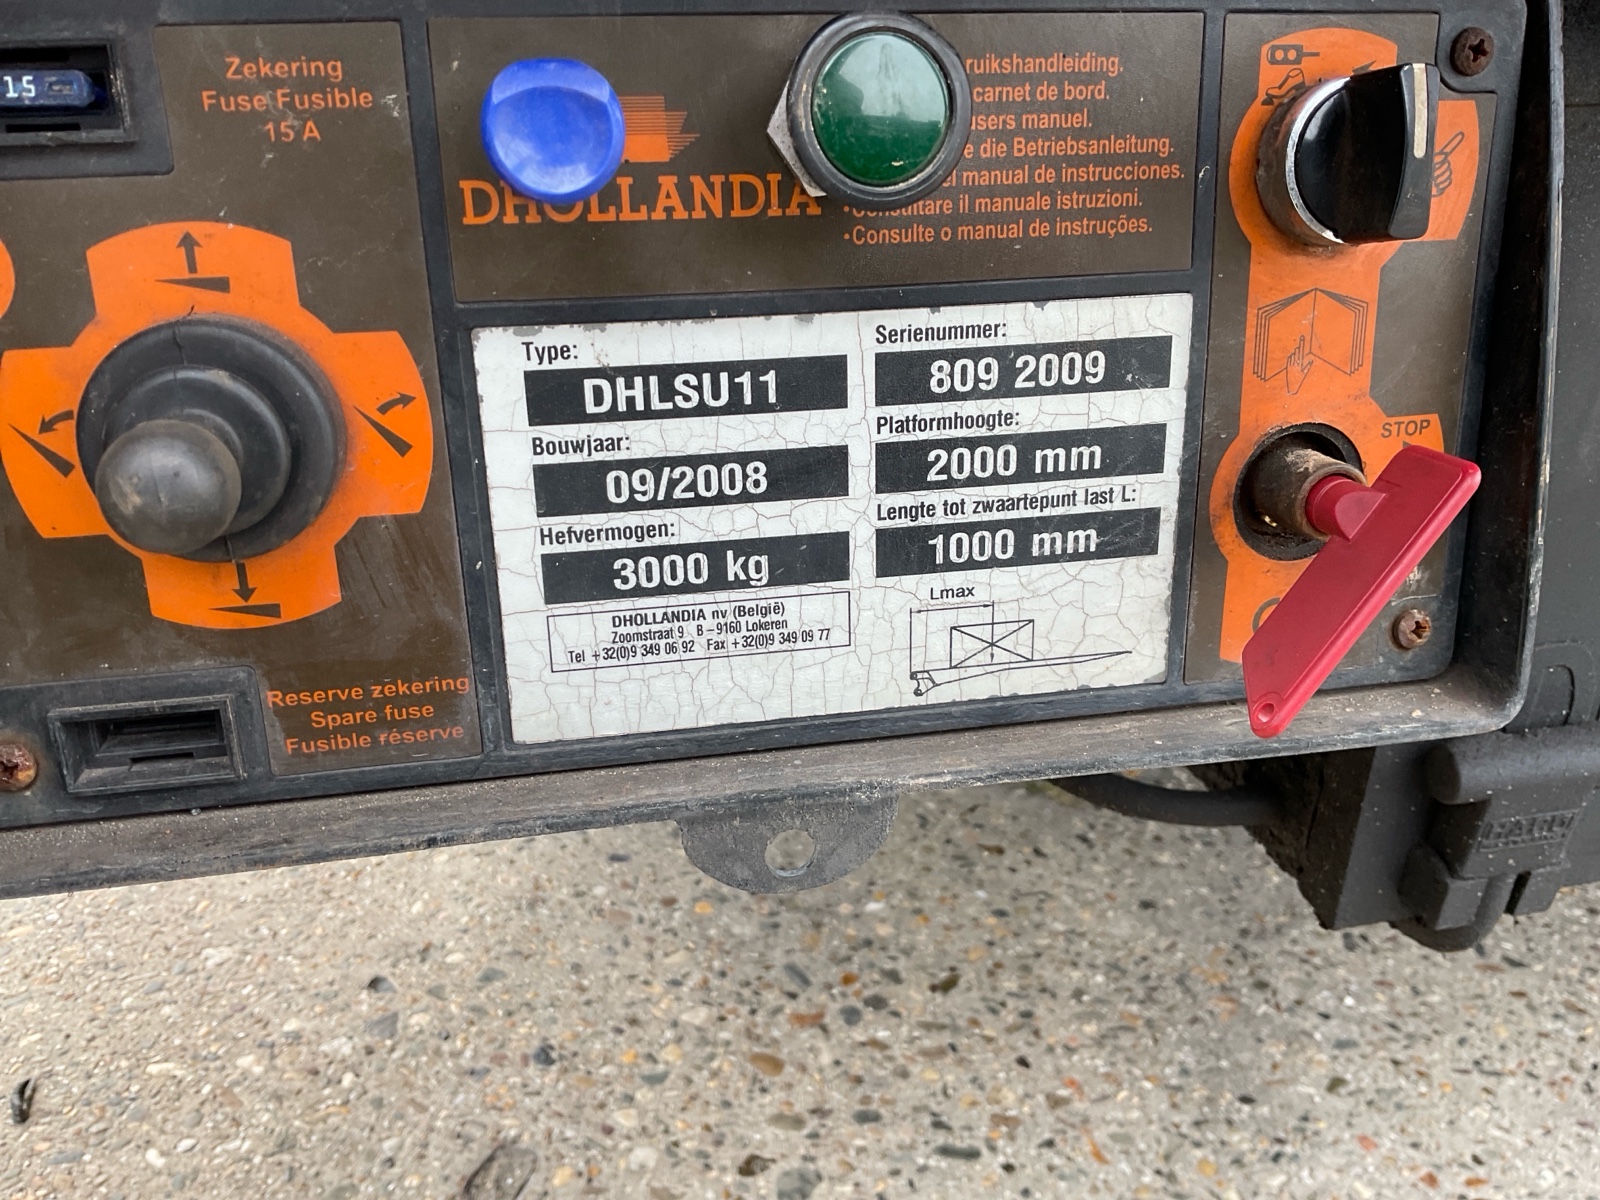 15
Zekering
Fuse Fusible
15 A
DHOLLANDIA
ruikshandleiding.
carnet de bord.
users manuel.
e die Betriebsanleitung.
el manual de instrucciones.
•Consultare il manuale istruzioni.
•Consulte o manual de instruções.
Type:
DHLSU11
Bouwjaar:
09/2008
Hefvermogen:
3000 kg
DHOLLANDIA nv (België)
Zoomstraat 9 B - 9160 Lokeren
Tel +32(0)9 349 06 92 Fax +32(0)9 349 09 77
Serienummer:
809 2009
Platformhoogte:
2000 mm
Lengte tot zwaartepunt last L:
1000 mm
Lmax
STOP
Reserve zekering
Spare fuse
Fusible réserve